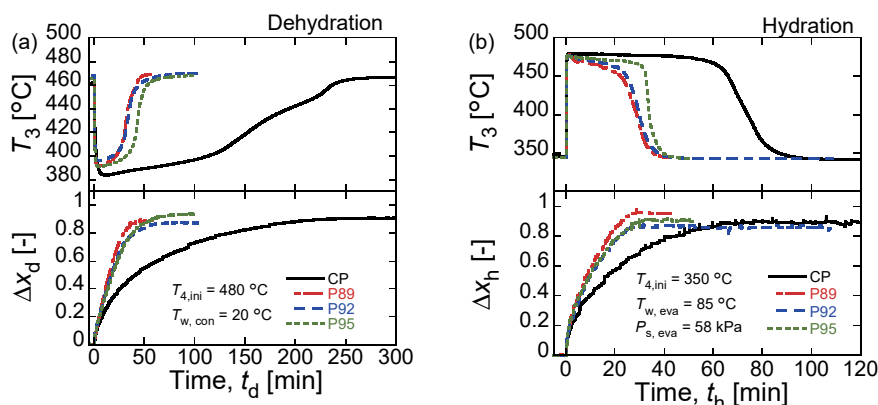 Dehydration
(a)
T3 [°C]
500
480
460
440
420
400
380
Δxd [-]
1
0.8
0.6
0.4
0.2
0
T4,ini = 480 °C
Tw, con = 20 °C
CP
P89
P92
P95
0 50 100 150 200 250 300
Time, td [min]
Hydration
(b)
T3 [°C]
500
450
400
350
Δxh [-]
1
0.8
0.6
0.4
0.2
0
T4,ini = 350 °C
Tw, eva = 85 °C
Ps, eva = 58 kPa
CP
P89
P92
P95
0 20 40 60 80 100 120
Time, th [min]